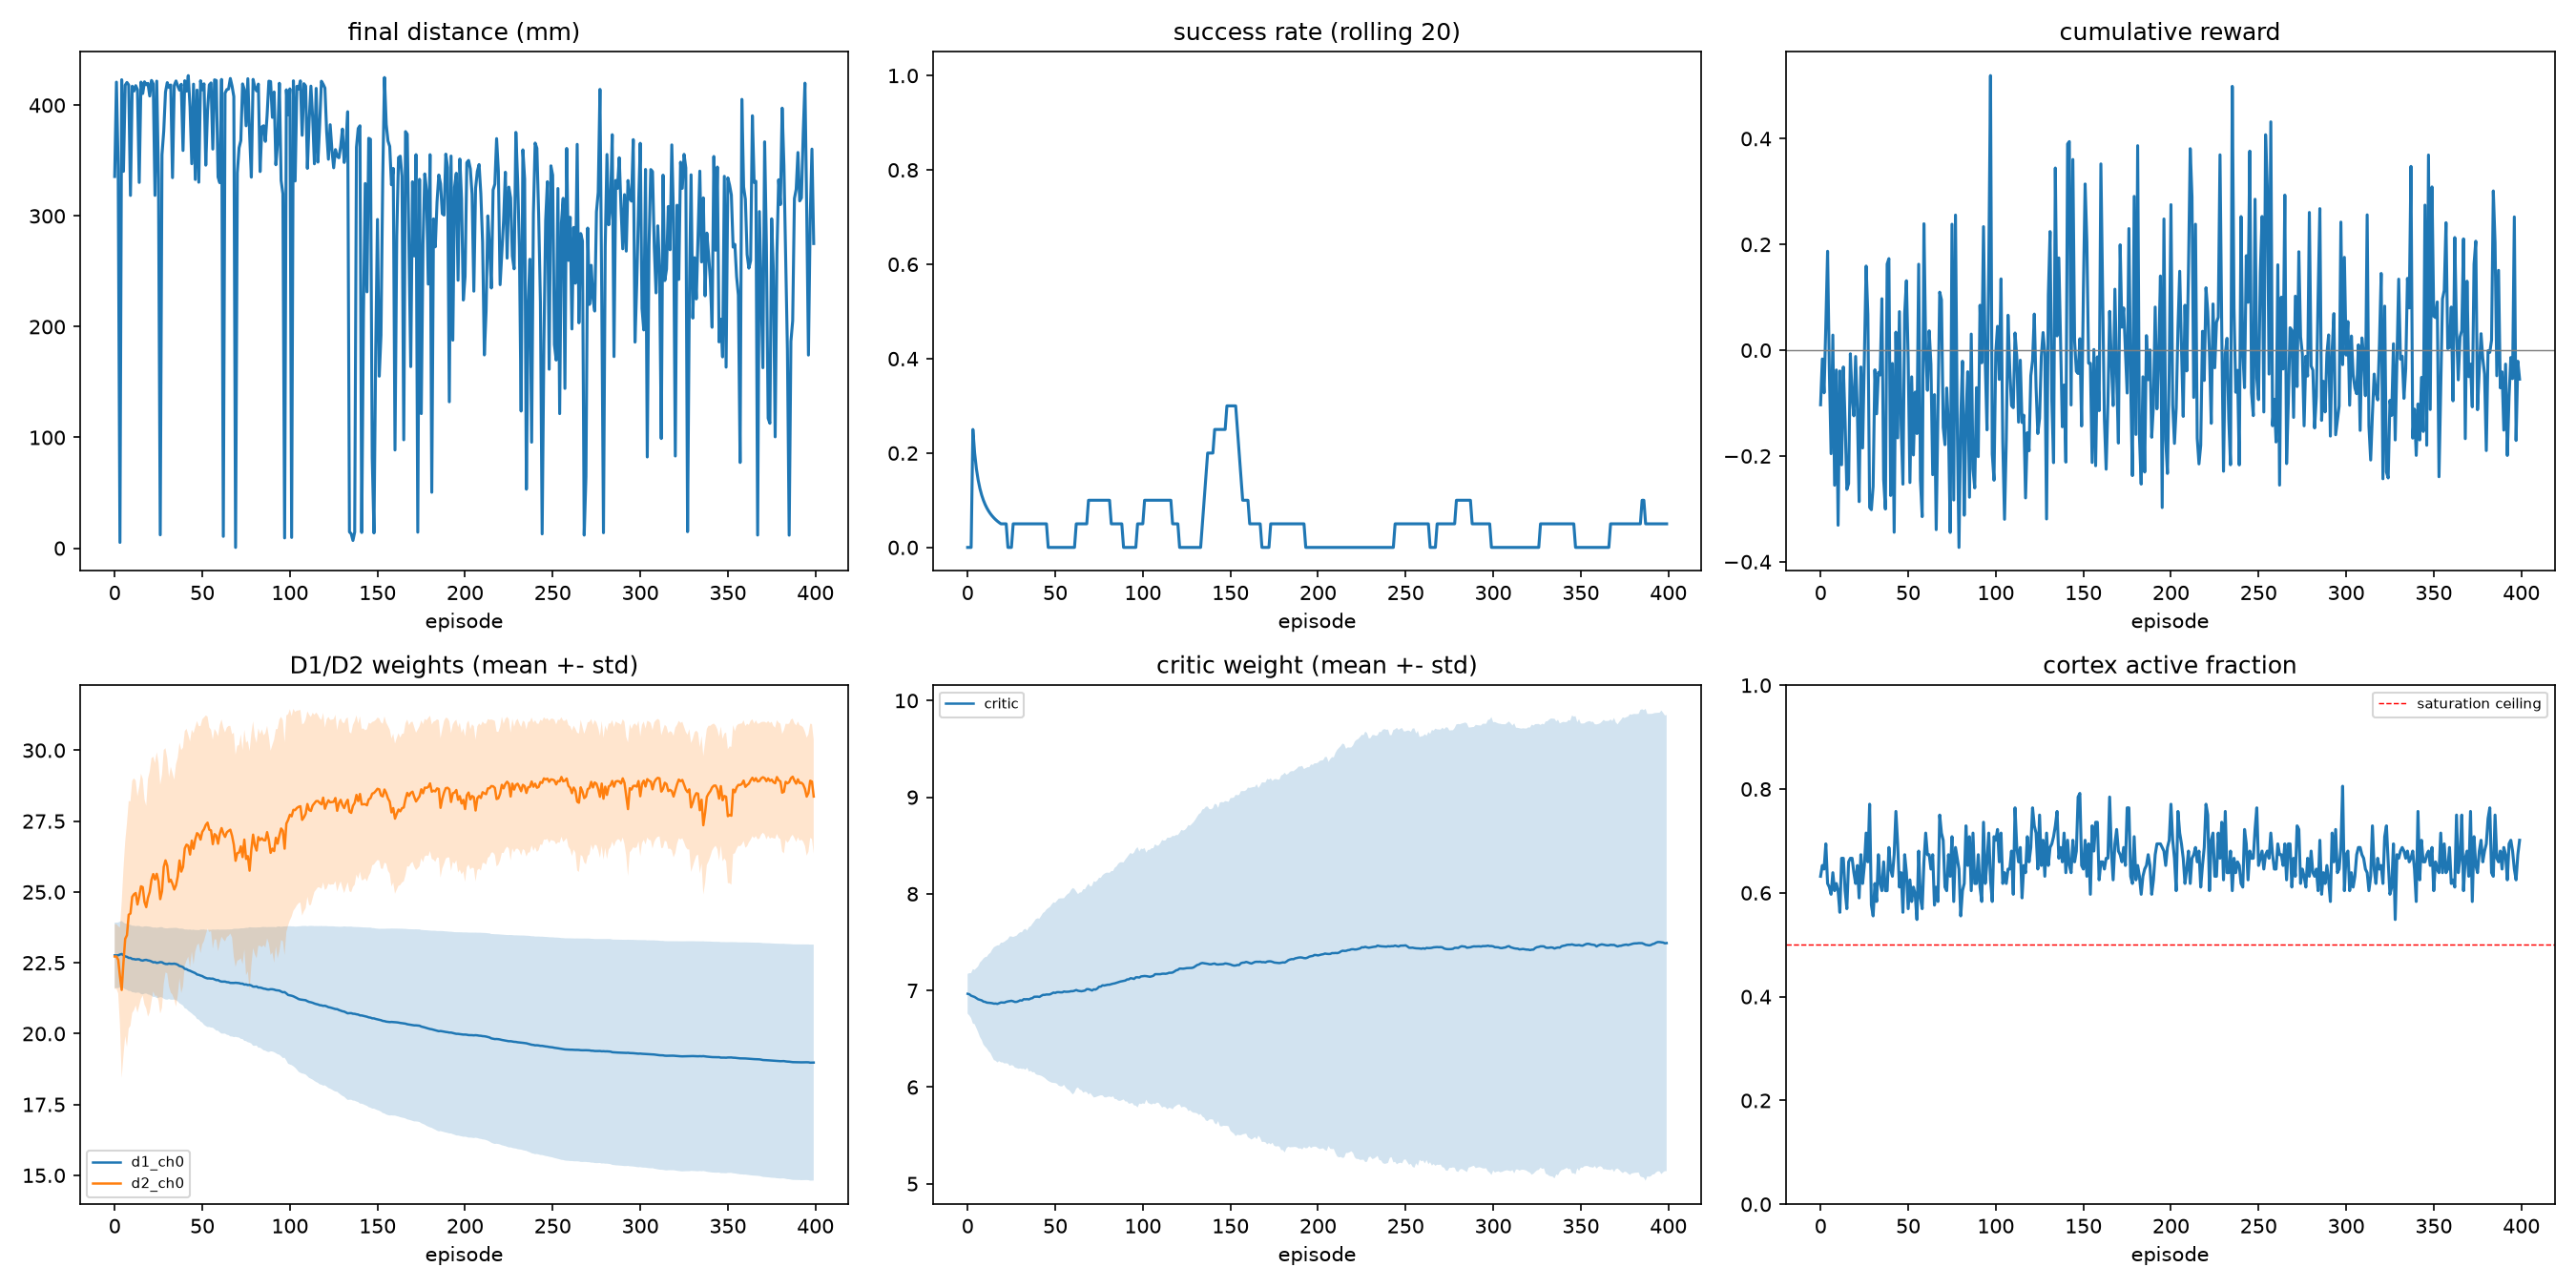 final distance (mm)
400
300
200
100
0
0 50 100 150 200 250 300 350 400
episode
success rate (rolling 20)
1.0
0.8
0.6
0.4
0.2
0.0
0 50 100 150 200 250 300 350 400
episode
cumulative reward
0.4
0.2
0.0
−0.2
−0.4
0 50 100 150 200 250 300 350 400
episode
D1/D2 weights (mean +- std)
30.0
27.5
25.0
22.5
20.0
17.5
15.0
d1_ch0
d2_ch0
0 50 100 150 200 250 300 350 400
episode
critic weight (mean +- std)
critic
10
9
8
7
6
5
0 50 100 150 200 250 300 350 400
episode
cortex active fraction
saturation ceiling
1.0
0.8
0.6
0.4
0.2
0.0
0 50 100 150 200 250 300 350 400
episode